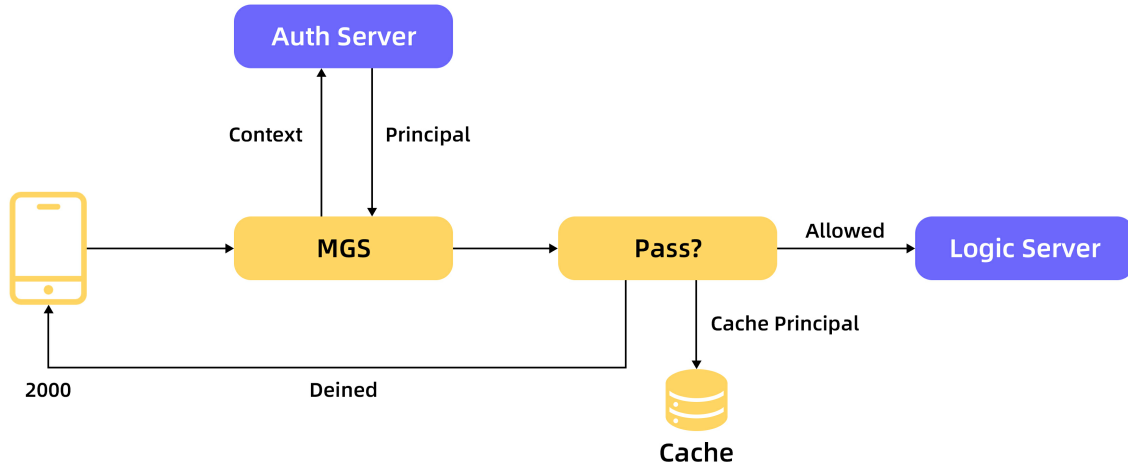 Auth Server
Context
Principal
MGS
Pass?
Allowed
Logic Server
Cache Principal
2000
Deined
Cache